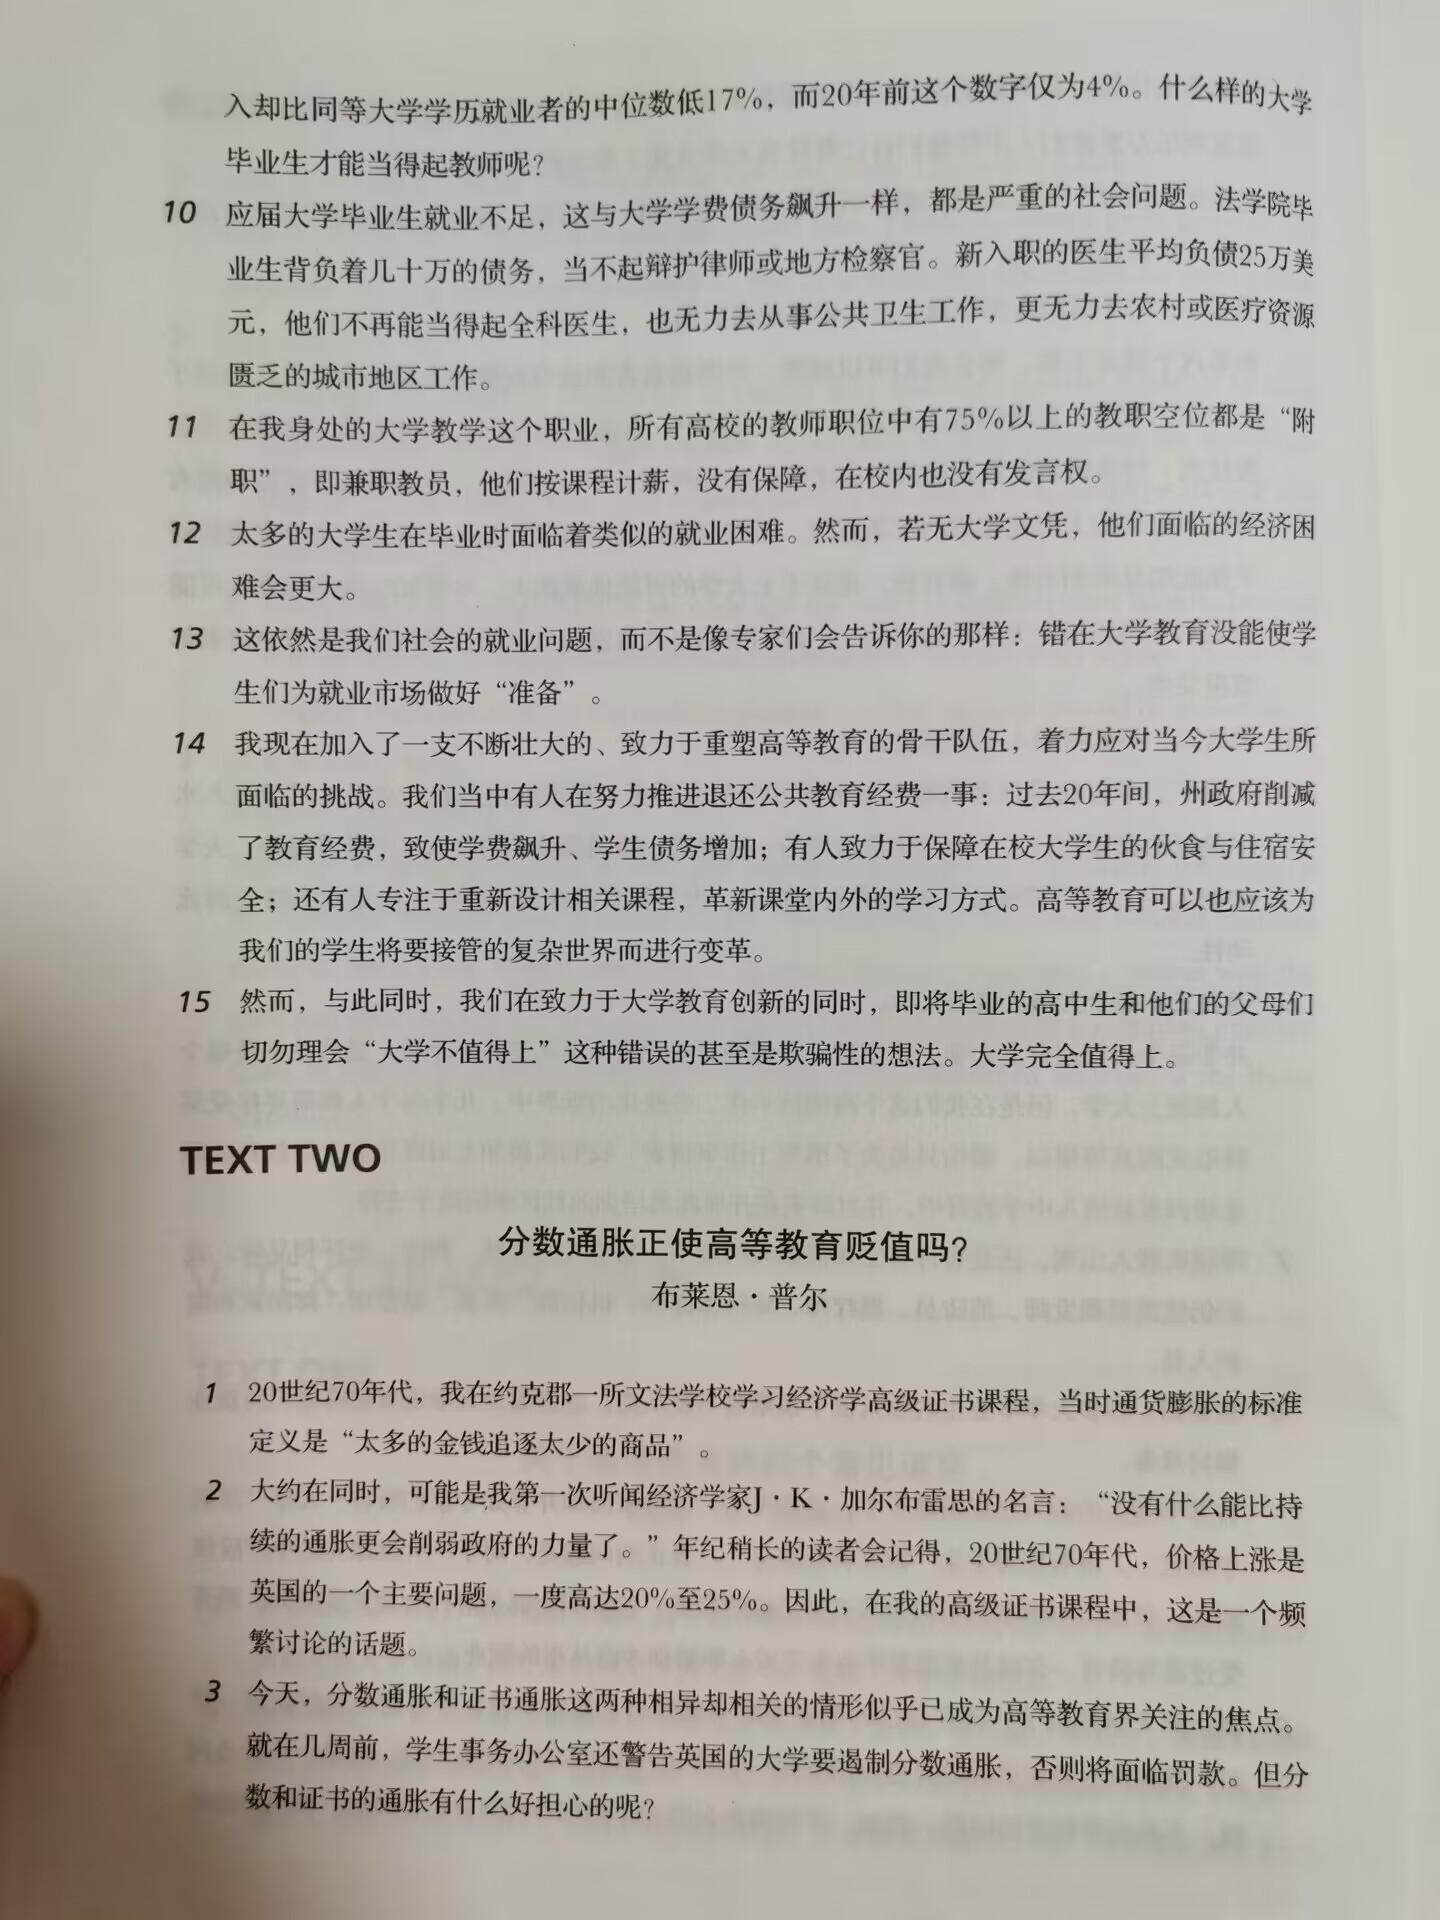 入却比同等大学学历就业者的中位数低17%，而20年前这个数字仅为4%。什么样的大学
毕业生才能当得起教师呢？
10 应届大学毕业生就业不足，这与大学学费债务飙升一样，都是严重的社会问题。法学院毕
业生背负着几十万的债务，当不起辩护律师或地方检察官。新入职的医生平均负债25万美
元，他们不再能当得起全科医生，也无力去从事公共卫生工作，更无力去农村或医疗资源
匮乏的城市地区工作。
11 在我身处的大学教学这个职业，所有高校的教师职位中有75%以上的教职空位都是“附
职”，即兼职教员，他们按课程计薪，没有保障，在校内也没有发言权。
12 太多的大学生在毕业时面临着类似的就业困难。然而，若无大学文凭，他们面临的经济困
难会更大。
13 这依然是我们社会的就业问题，而不是像专家们会告诉你的那样：错在大学教育没能使学
生们为就业市场做好“准备”。
14 我现在加入了一支不断壮大的、致力于重塑高等教育的骨干队伍，着力应对当今大学生所
面临的挑战。我们当中有人在努力推进退还公共教育经费一事：过去20年间，州政府削减
了教育经费，致使学费飙升、学生债务增加；有人致力于保障在校大学生的伙食与住宿安
全；还有人专注于重新设计相关课程，革新课堂内外的学习方式。高等教育可以也应该为
我们的学生将要接管的复杂世界而进行变革。
15 然而，与此同时，我们在致力于大学教育创新的同时，即将毕业的高中生和他们的父母们
切勿理会“大学不值得上”这种错误的甚至是欺骗性的想法。大学完全值得上。
TEXT TWO
分数通胀正使高等教育贬值吗？
布莱恩·普尔
1 20世纪70年代，我在约克郡一所文法学校学习经济学高级证书课程，当时通货膨胀的标准
定义是“太多的金钱追逐太少的商品”。
2 大约在同时，可能是我第一次听闻经济学家J·K·加尔布雷思的名言：“没有什么能比持
续的通胀更会削弱政府的力量了。”年纪稍长的读者会记得，20世纪70年代，价格上涨是
英国的一个主要问题，一度高达20%至25%。因此，在我的高级证书课程中，这是一个频
繁讨论的话题。
3 今天，分数通胀和证书通胀这两种相异却相关的情形似乎已成为高等教育界关注的焦点。
就在几周前，学生事务办公室还警告英国的大学要遏制分数通胀，否则将面临罚款。但分
数和证书的通胀有什么好担心的呢？